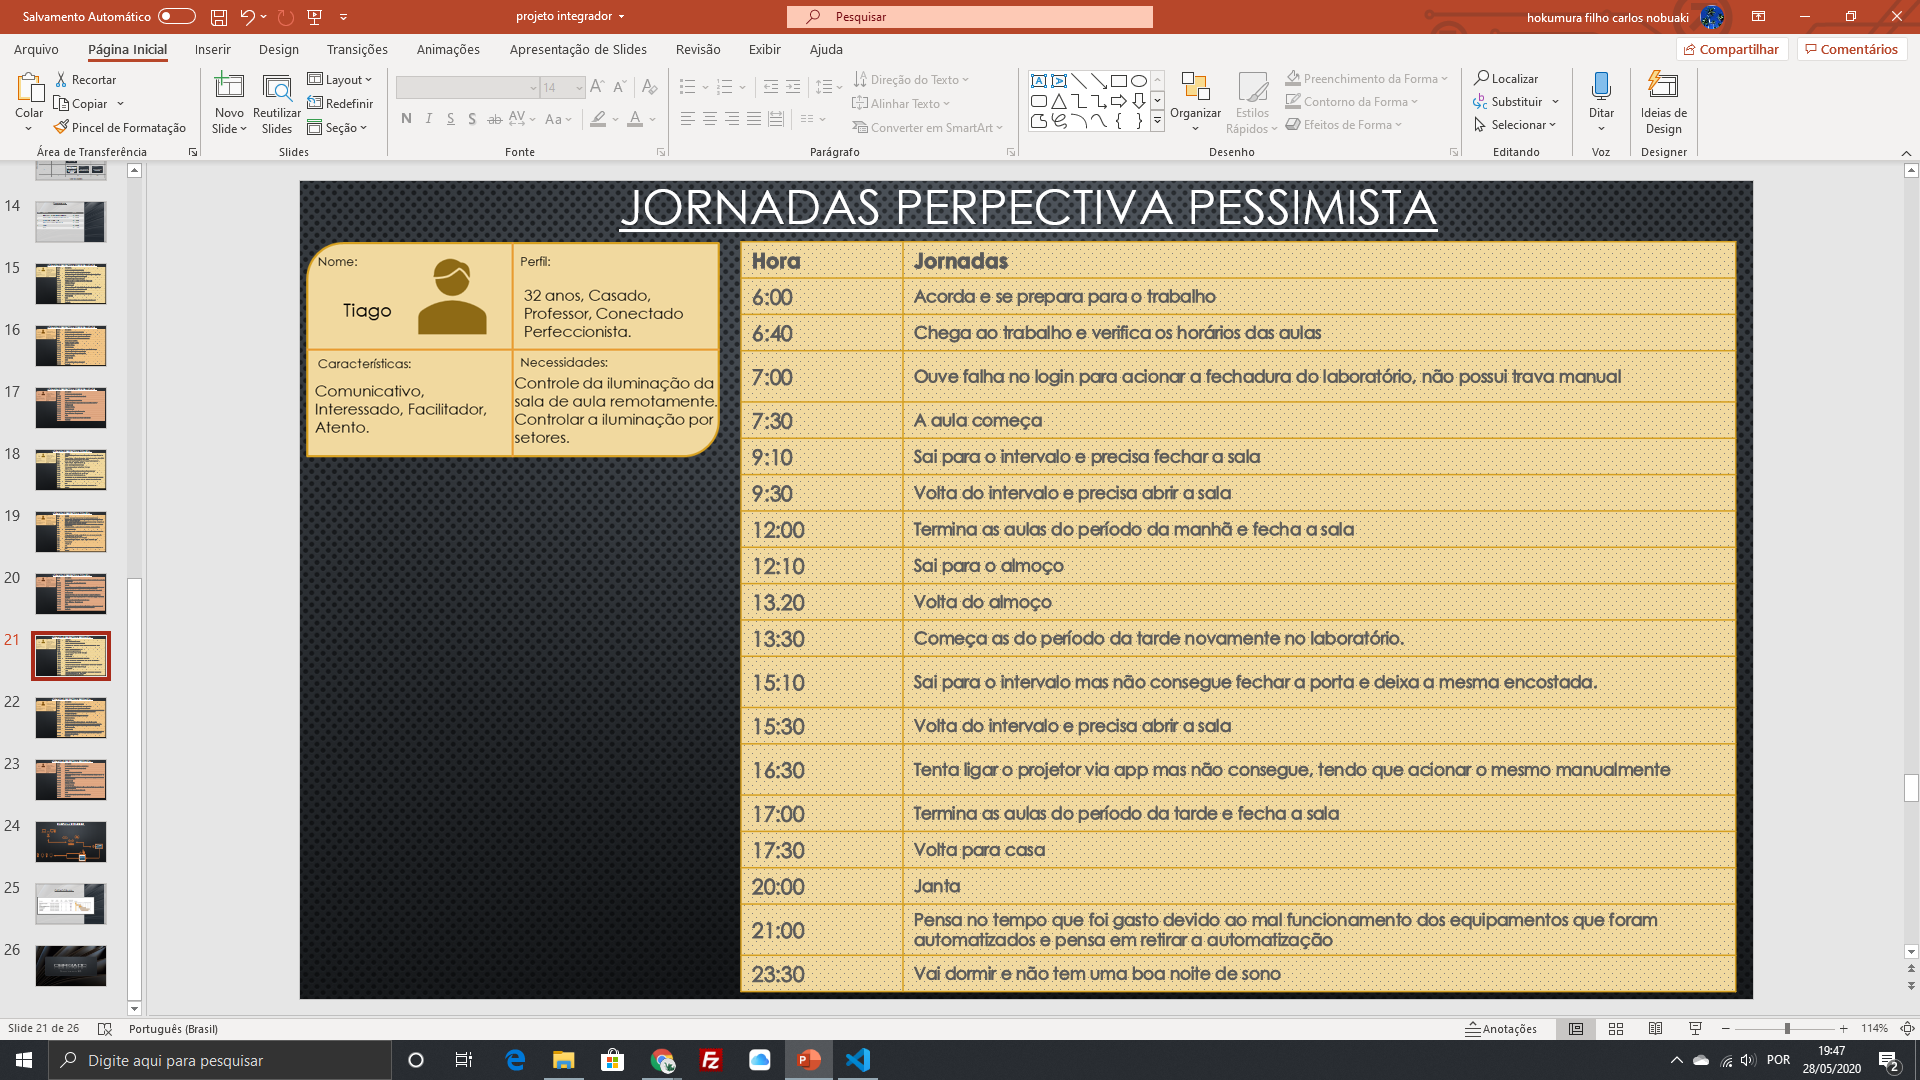 Salvamento Automático
projeto integrador
Pesquisar
hokumura filho carlos nobuaki
Arquivo
Página Inicial
Inserir
Design
Transições
Animações
Apresentação de Slides
Revisão
Exibir
Ajuda
Compartilhar
Comentários
Colar
Recortar
Copiar
Pincel de Formatação
Área de Transferência
Novo
Slide
Reutilizar
Slides
Layout
Redefinir
Seção
Slides
14
N I S S ab AV Aa A
Fonte
Direção do Texto
Alinhar Texto
Converter em SmartArt
Parágrafo
Organizar
Estilos
Rápidos
Preenchimento da Forma
Contorno da Forma
Efeitos de Forma
Desenho
Localizar
Substituir
Selecionar
Editando
Ditar
Voz
Ideias de
Design
Designer
14
15
16
17
18
19
20
21
22
23
24
25
26
JORNADAS PERPECTIVA PESSIMISTA
Nome:
Tiago
Perfil:
32 anos, Casado,
Professor, Conectado
Perfeccionista.
Características:
Comunicativo,
Interessado, Facilitador,
Atento.
Necessidades:
Controle da iluminação da
sala de aula remotamente.
Controlar a iluminação por
setores.
Hora Jornadas
6:00 Acorda e se prepara para o trabalho
6:40 Chega ao trabalho e verifica os horários das aulas
7:00 Ouve falha no login para acionar a fechadura do laboratório, não possui trava manual
7:30 A aula começa
9:10 Sai para o intervalo e precisa fechar a sala
9:30 Volta do intervalo e precisa abrir a sala
12:00 Termina as aulas do período da manhã e fecha a sala
12:10 Sai para o almoço
13.20 Volta do almoço
13:30 Começa as do período da tarde novamente no laboratório.
15:10 Sai para o intervalo mas não consegue fechar a porta e deixa a mesma encostada.
15:30 Volta do intervalo e precisa abrir a sala
16:30 Tenta ligar o projetor via app mas não consegue, tendo que acionar o mesmo manualmente
17:00 Termina as aulas do período da tarde e fecha a sala
17:30 Volta para casa
20:00 Janta
21:00 Pensa no tempo que foi gasto devido ao mal funcionamento dos equipamentos que foram
automatizados e pensa em retirar a automatização
23:30 Vai dormir e não tem uma boa noite de sono
Slide 21 de 26
Português (Brasil)
Anotações
114%
Digite aqui para pesquisar
POR
19:47
28/05/2020
2